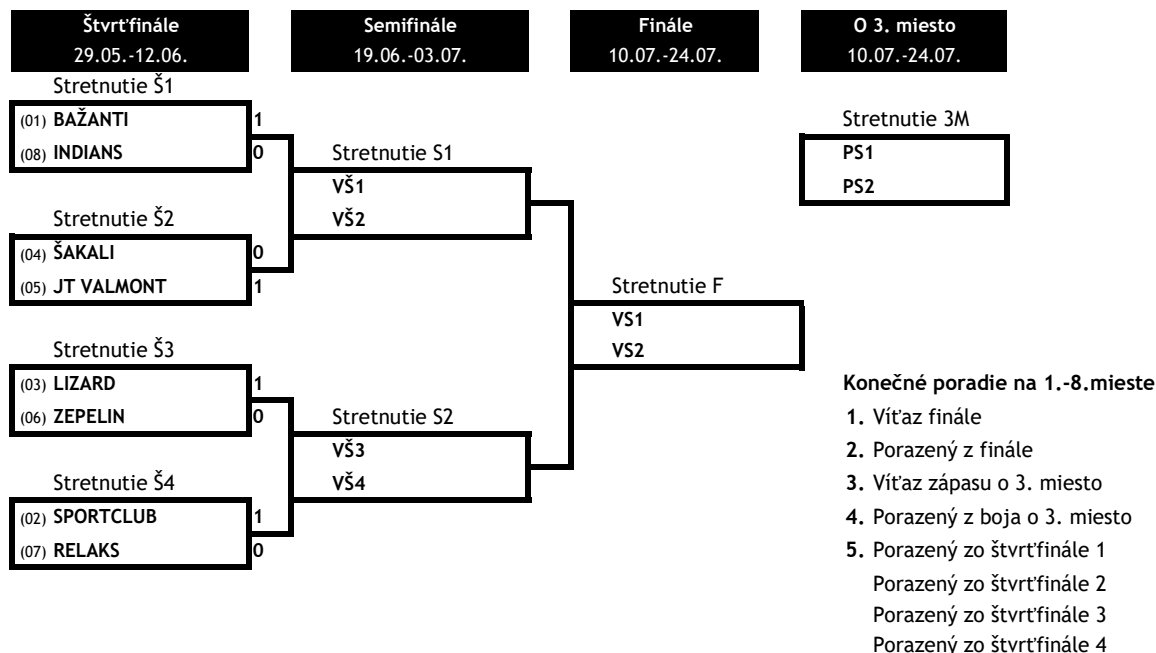 Štvrťfinále
29.05.-12.06.
Semifinále
19.06.-03.07.
Finále
10.07.-24.07.
O 3. miesto
10.07.-24.07.
Stretnutie Š1
(01) BAŽANTI 1
(08) INDIANS 0
Stretnutie Š2
(04) ŠAKALI 0
(05) JT VALMONT 1
Stretnutie Š3
(03) LIZARD 1
(06) ZEPELIN 0
Stretnutie Š4
(02) SPORTCLUB 1
(07) RELAKS 0
Stretnutie S1
VŠ1
VŠ2
Stretnutie S2
VŠ3
VŠ4
Stretnutie F
VS1
VS2
Stretnutie 3M
PS1
PS2
Konečné poradie na 1.-8.mieste
1. Víťaz finále
2. Porazený z finále
3. Víťaz zápasu o 3. miesto
4. Porazený z boja o 3. miesto
5. Porazený zo štvrťfinále 1
Porazený zo štvrťfinále 2
Porazený zo štvrťfinále 3
Porazený zo štvrťfinále 4